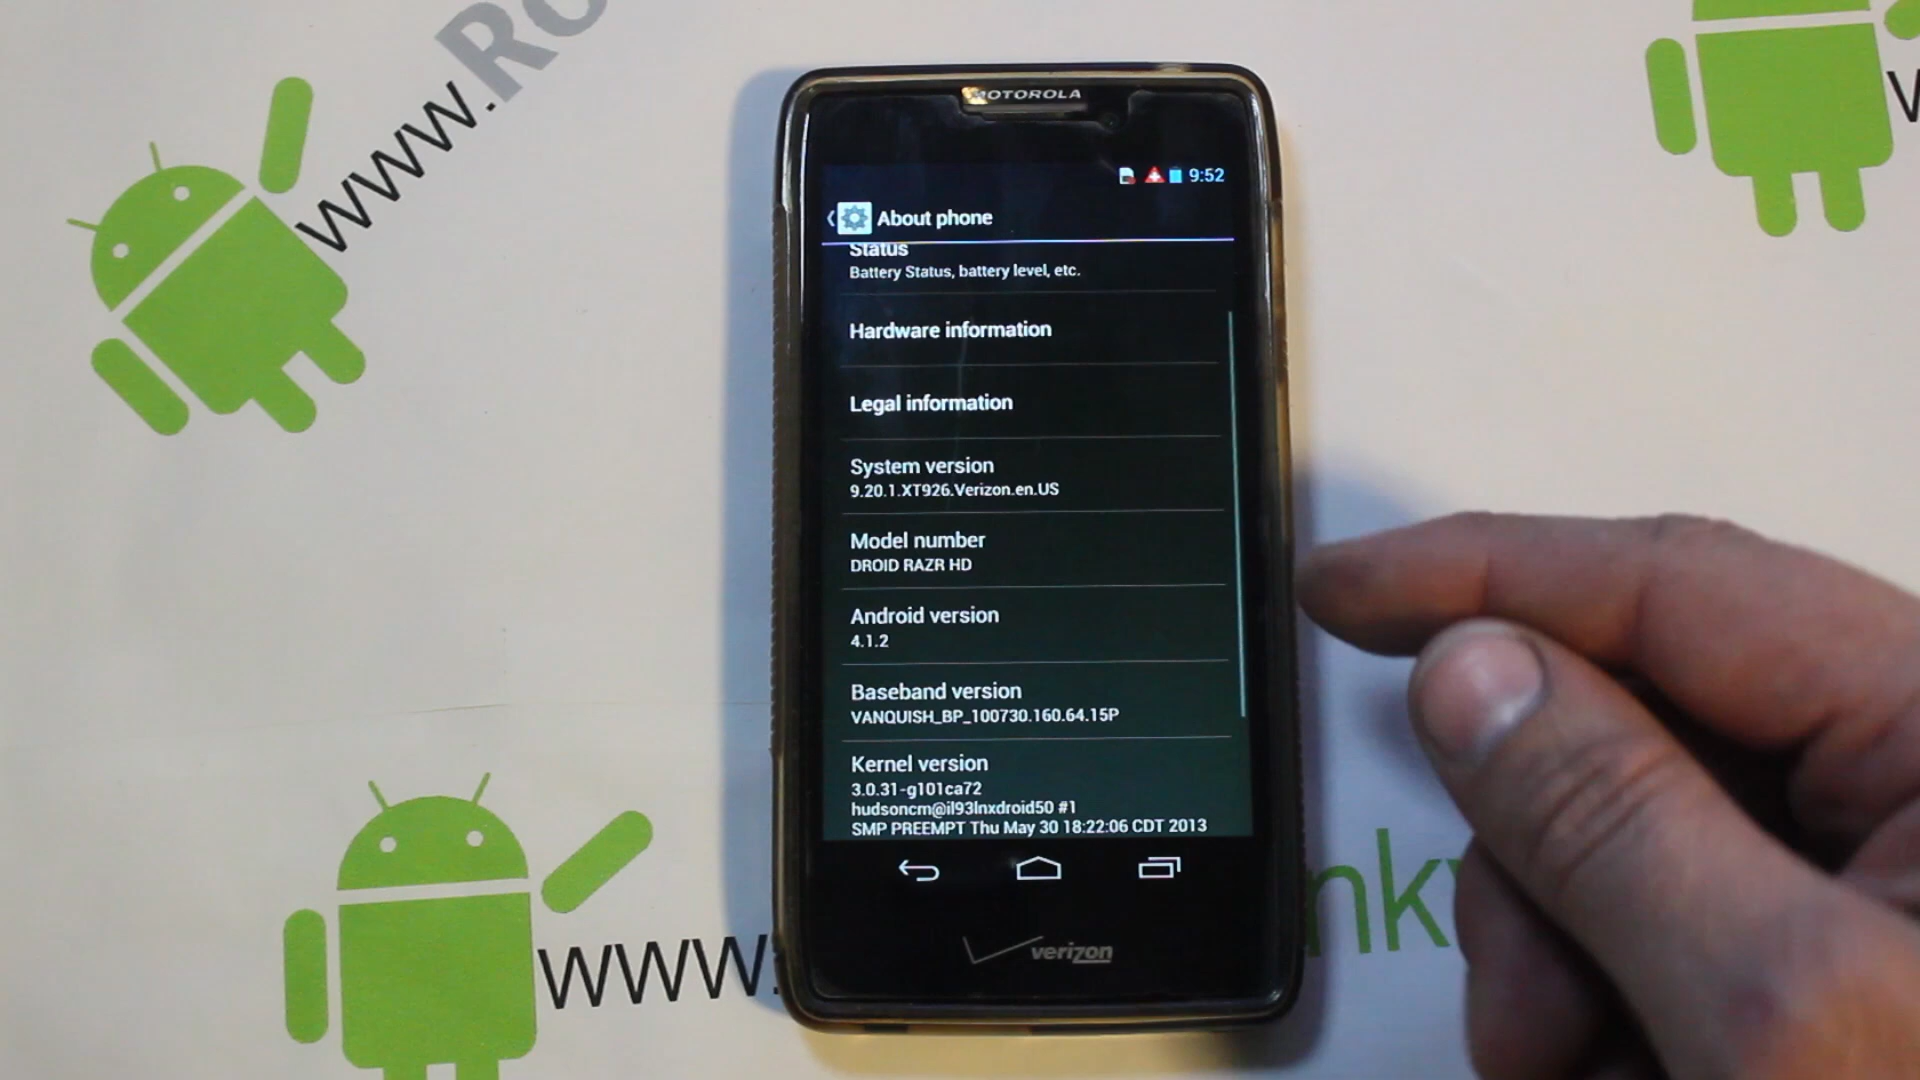 www.Ro
MOTOROLA
9:52
About phone
Status
Battery Status, battery level, etc.
Hardware information
Legal information
System version
9.20.1.XT926.Verizon.en.US
Model number
DROID RAZR HD
Android version
4.1.2
Baseband version
VANQUISH_BP_100730.160.64.15P
Kernel version
3.0.31-g101ca72
hudsoncm@il93lnxdroid50 #1
SMP PREEMPT Thu May 30 18:22:06 CDT 2013
verizon
www.
nky